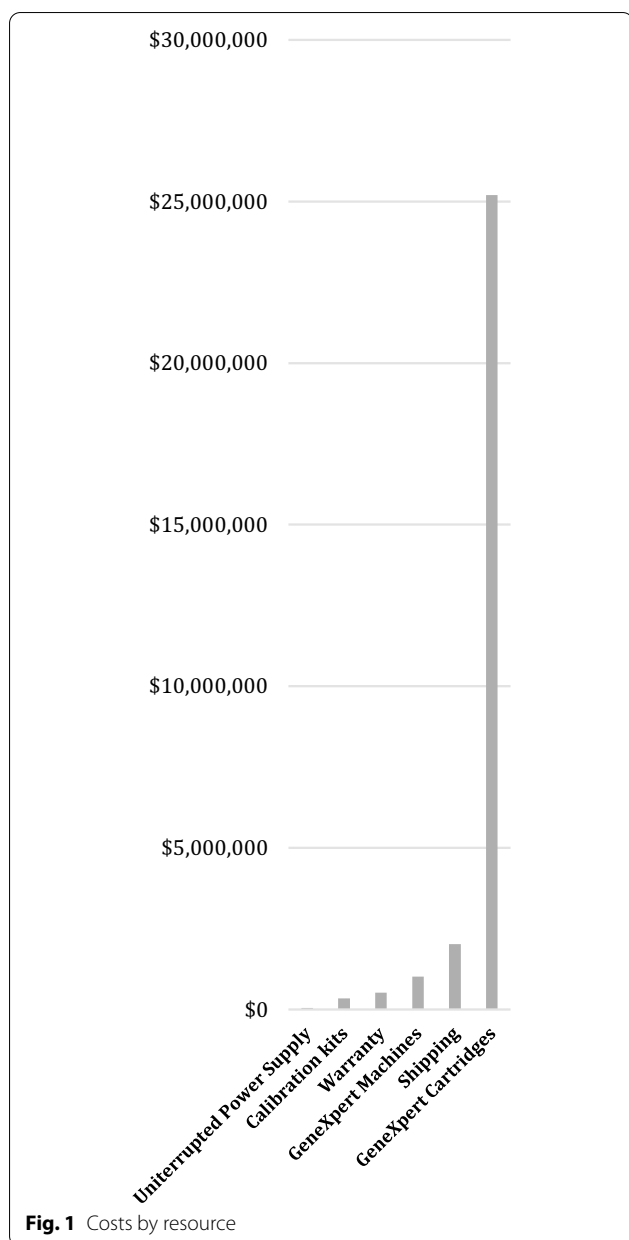 $30,000,000
$25,000,000
$20,000,000
$15,000,000
$10,000,000
$5,000,000
$0
Uniterrupted Power Supply
Calibration kits
Warranty
GeneXpert Machines
Shipping
GeneXpert Cartridges
Fig. 1 Costs by resource